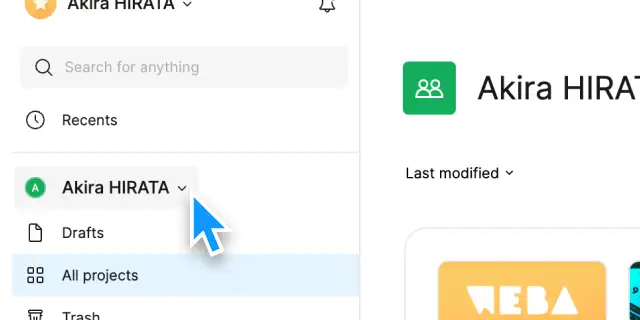 Akira HIRATA
Search for anything
Recents
A
Akira HIRATA
Drafts
All projects
Trash
Akira HIRAT
Last modified
WEBA